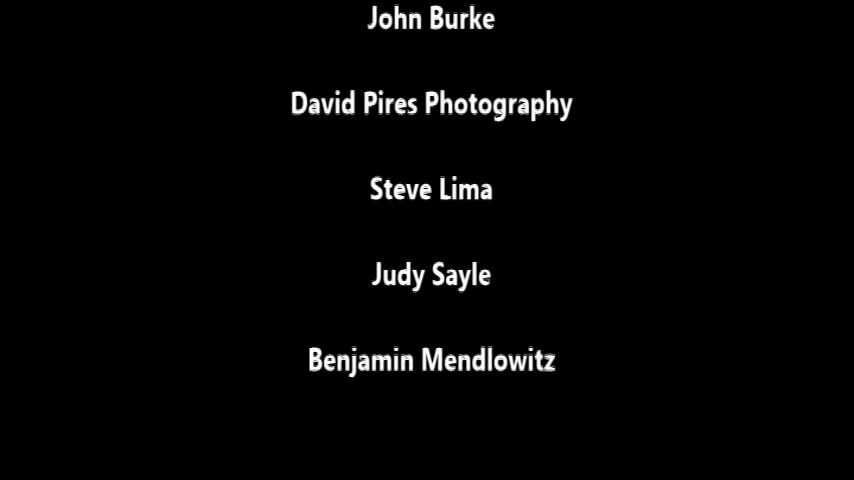 John Burke
David Pires Photography
Steve Lima
Judy Sayle
Benjamin Mendlowitz